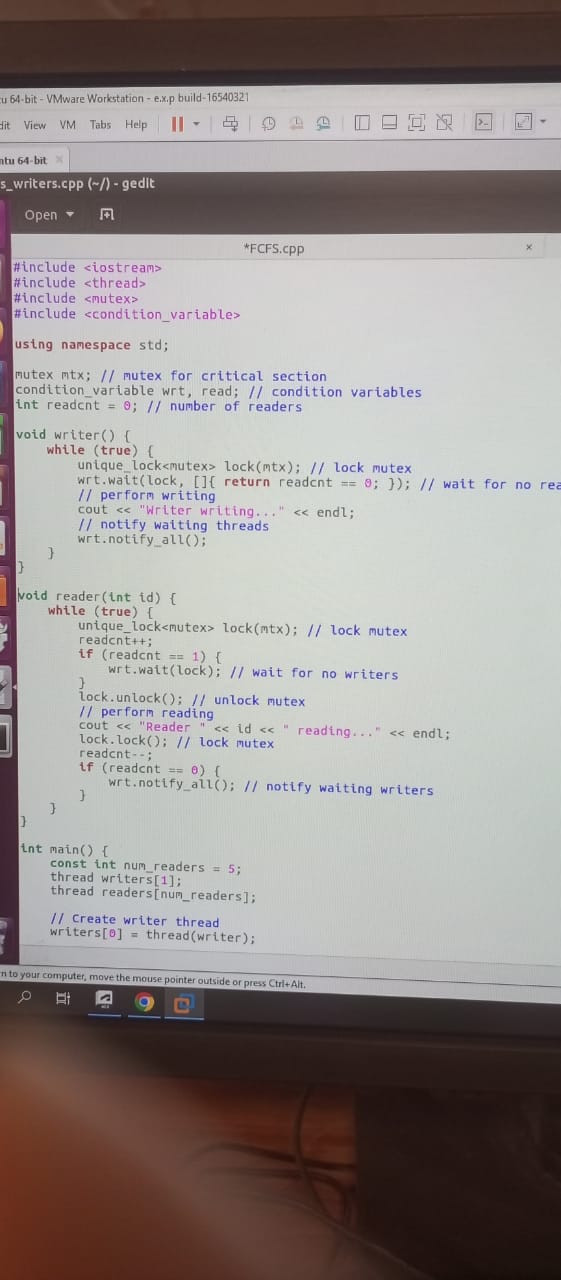 u 64-bit - VMware Workstation - e.x.p build-16540321
dit View VM Tabs Help
ntu 64-bit ×
s_writers.cpp (~/) - gedit
Open
*FCFS.cpp ×
#include <iostream>
#include <thread>
#include <mutex>
#include <condition_variable>
using namespace std;
mutex mtx; // mutex for critical section
condition_variable wrt, read; // condition variables
int readcnt = 0; // number of readers
void writer() {
while (true) {
unique_lock<mutex> lock(mtx); // lock mutex
wrt.wait(lock, []{ return readcnt == 0; }); // wait for no rea
// perform writing
cout << "Writer writing..." << endl;
// notify waiting threads
wrt.notify_all();
}
}
void reader(int id) {
while (true) {
unique_lock<mutex> lock(mtx); // lock mutex
readcnt++;
if (readcnt == 1) {
wrt.wait(lock); // wait for no writers
}
lock.unlock(); // unlock mutex
// perform reading
cout << "Reader " << id << " reading..." << endl;
lock.lock(); // lock mutex
readcnt--;
if (readcnt == 0) {
wrt.notify_all(); // notify waiting writers
}
}
}
int main() {
const int num_readers = 5;
thread writers[1];
thread readers[num_readers];
// Create writer thread
writers[0] = thread(writer);
n to your computer, move the mouse pointer outside or press Ctrl+Alt.